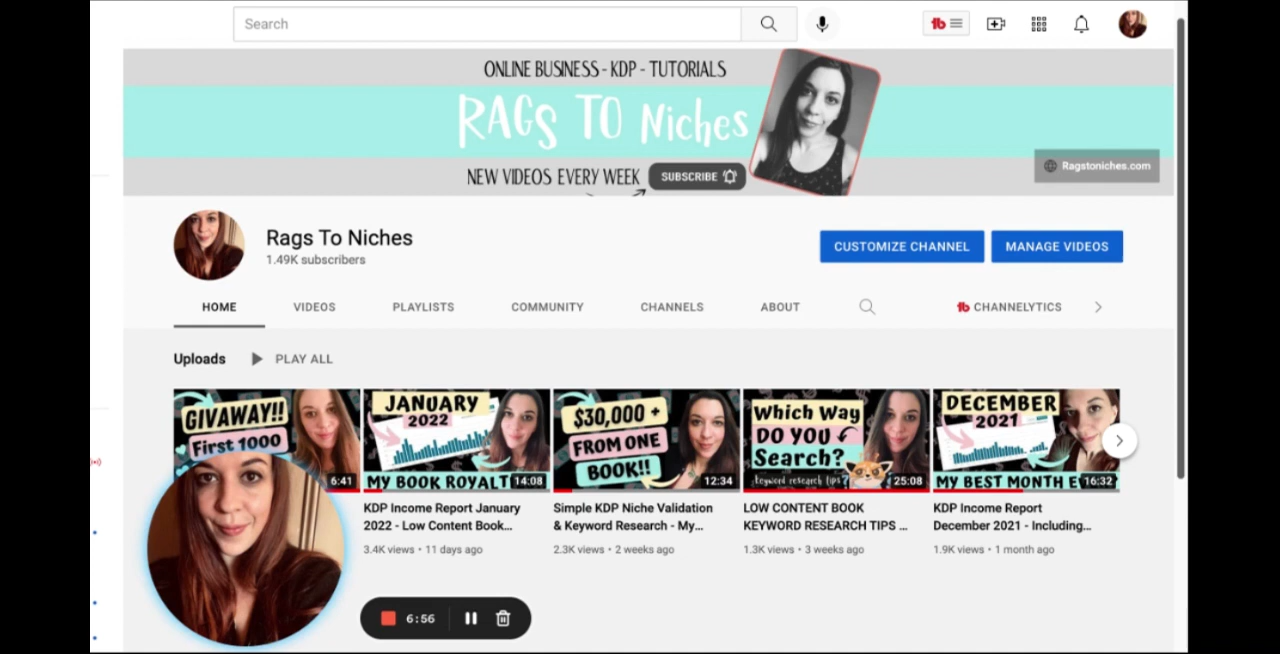 Search
ONLINE BUSINESS - KDP - TUTORIALS
RAGS TO Niches
NEW VIDEOS EVERY WEEK
SUBSCRIBE
Ragstoniches.com
Rags To Niches
1.49K subscribers
CUSTOMIZE CHANNEL
MANAGE VIDEOS
HOME
VIDEOS
PLAYLISTS
COMMUNITY
CHANNELS
ABOUT
tb CHANNELYTICS
Uploads
PLAY ALL
GIVAWAY!!
First 1000
6:41
JANUARY
2022
MY BOOK ROYALT
14:08
$30,000 +
FROM ONE
BOOK!!
12:34
Which Way
DO YOU
Search?
keyword research tips
25:08
DECEMBER
2021
MY BEST MONTH E
16:32
KDP Income Report January
2022 - Low Content Book...
3.4K views • 11 days ago
Simple KDP Niche Validation
& Keyword Research - My...
2.3K views • 2 weeks ago
LOW CONTENT BOOK
KEYWORD RESEARCH TIPS ...
1.3K views • 3 weeks ago
KDP Income Report
December 2021 - Including...
1.9K views • 1 month ago
6:56